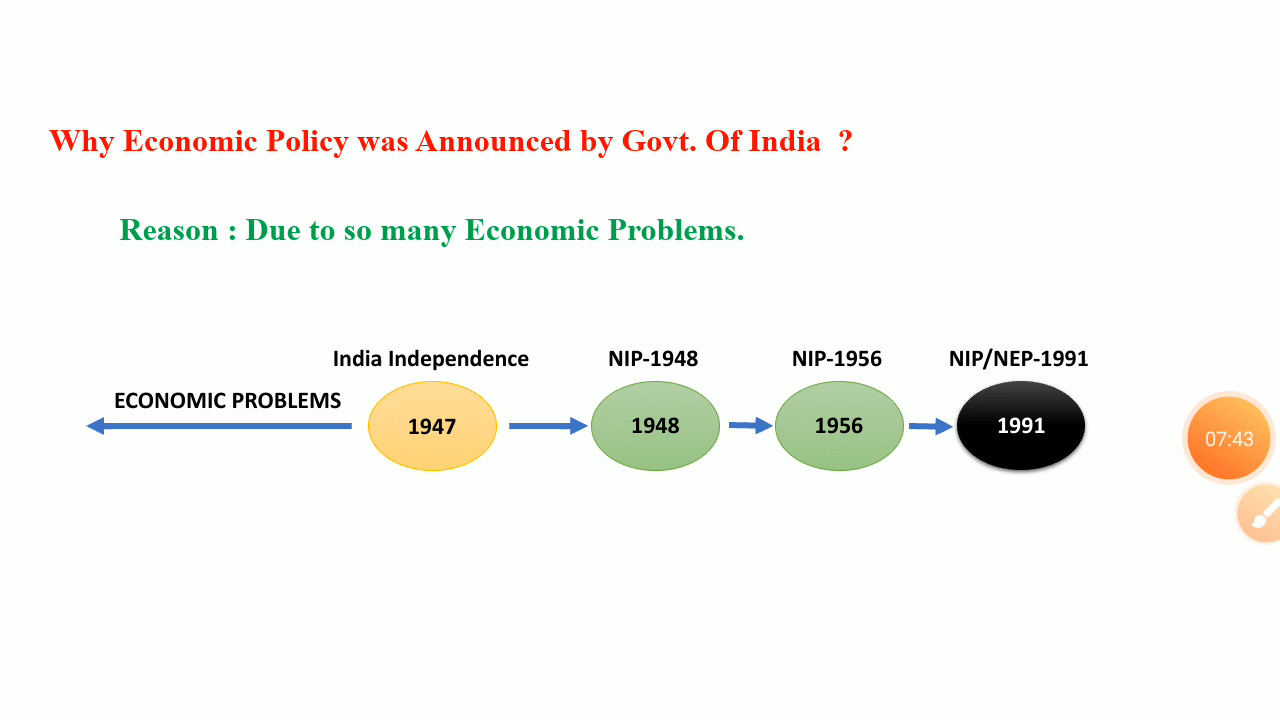 Why Economic Policy was Announced by Govt. Of India ?
Reason : Due to so many Economic Problems.
India Independence
NIP-1948
NIP-1956
NIP/NEP-1991
ECONOMIC PROBLEMS
1947
1948
1956
1991
07:43